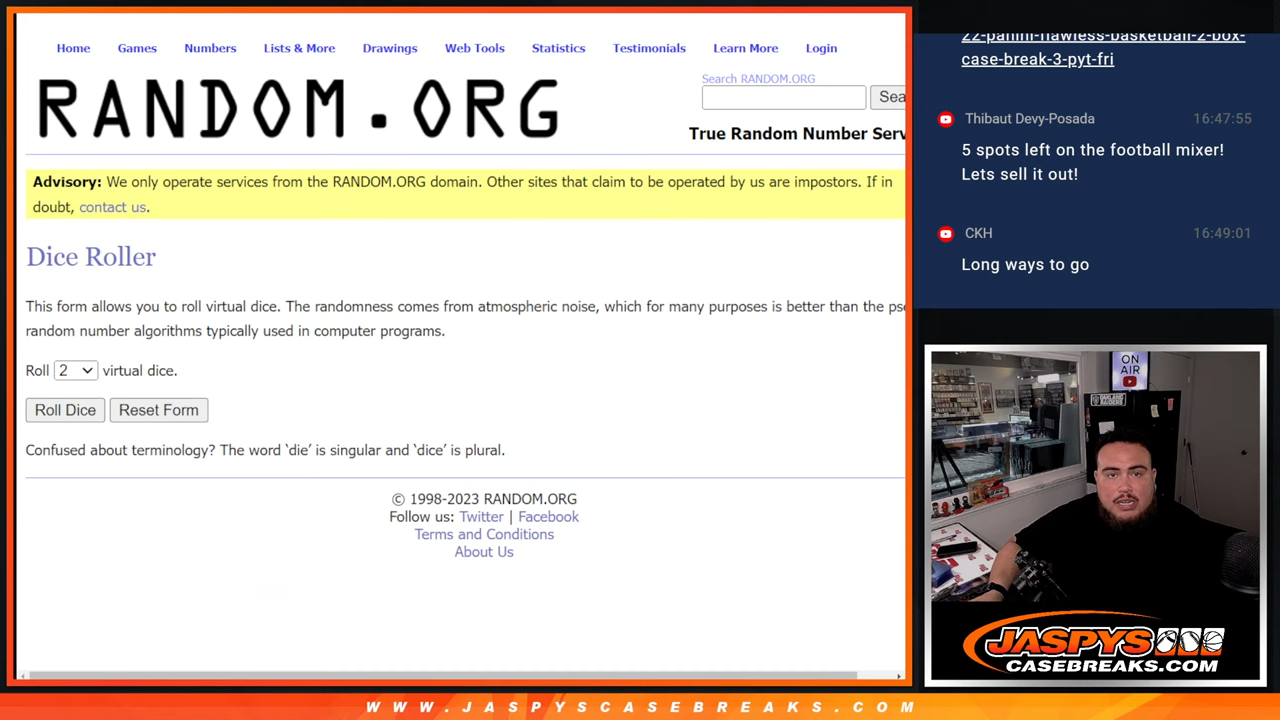 Home Games Numbers Lists & More Drawings Web Tools Statistics Testimonials Learn More Login
RANDOM.ORG
Search RANDOM.ORG
Sea
True Random Number Serv
Advisory: We only operate services from the RANDOM.ORG domain. Other sites that claim to be operated by us are impostors. If in
doubt, contact us.
Dice Roller
This form allows you to roll virtual dice. The randomness comes from atmospheric noise, which for many purposes is better than the pse
random number algorithms typically used in computer programs.
Roll 2 virtual dice.
Roll Dice Reset Form
Confused about terminology? The word ‘die’ is singular and ‘dice’ is plural.
© 1998-2023 RANDOM.ORG
Follow us: Twitter | Facebook
Terms and Conditions
About Us
22-panini-flawless-basketball-2-box-
case-break-3-pyt-fri
Thibaut Devy-Posada 16:47:55
5 spots left on the football mixer!
Lets sell it out!
CKH 16:49:01
Long ways to go
ON
AIR
OAKLAND
RAIDERS
JASPYS
CASEBREAKS.COM
WWW.JASPYSCASEBREAKS.COM